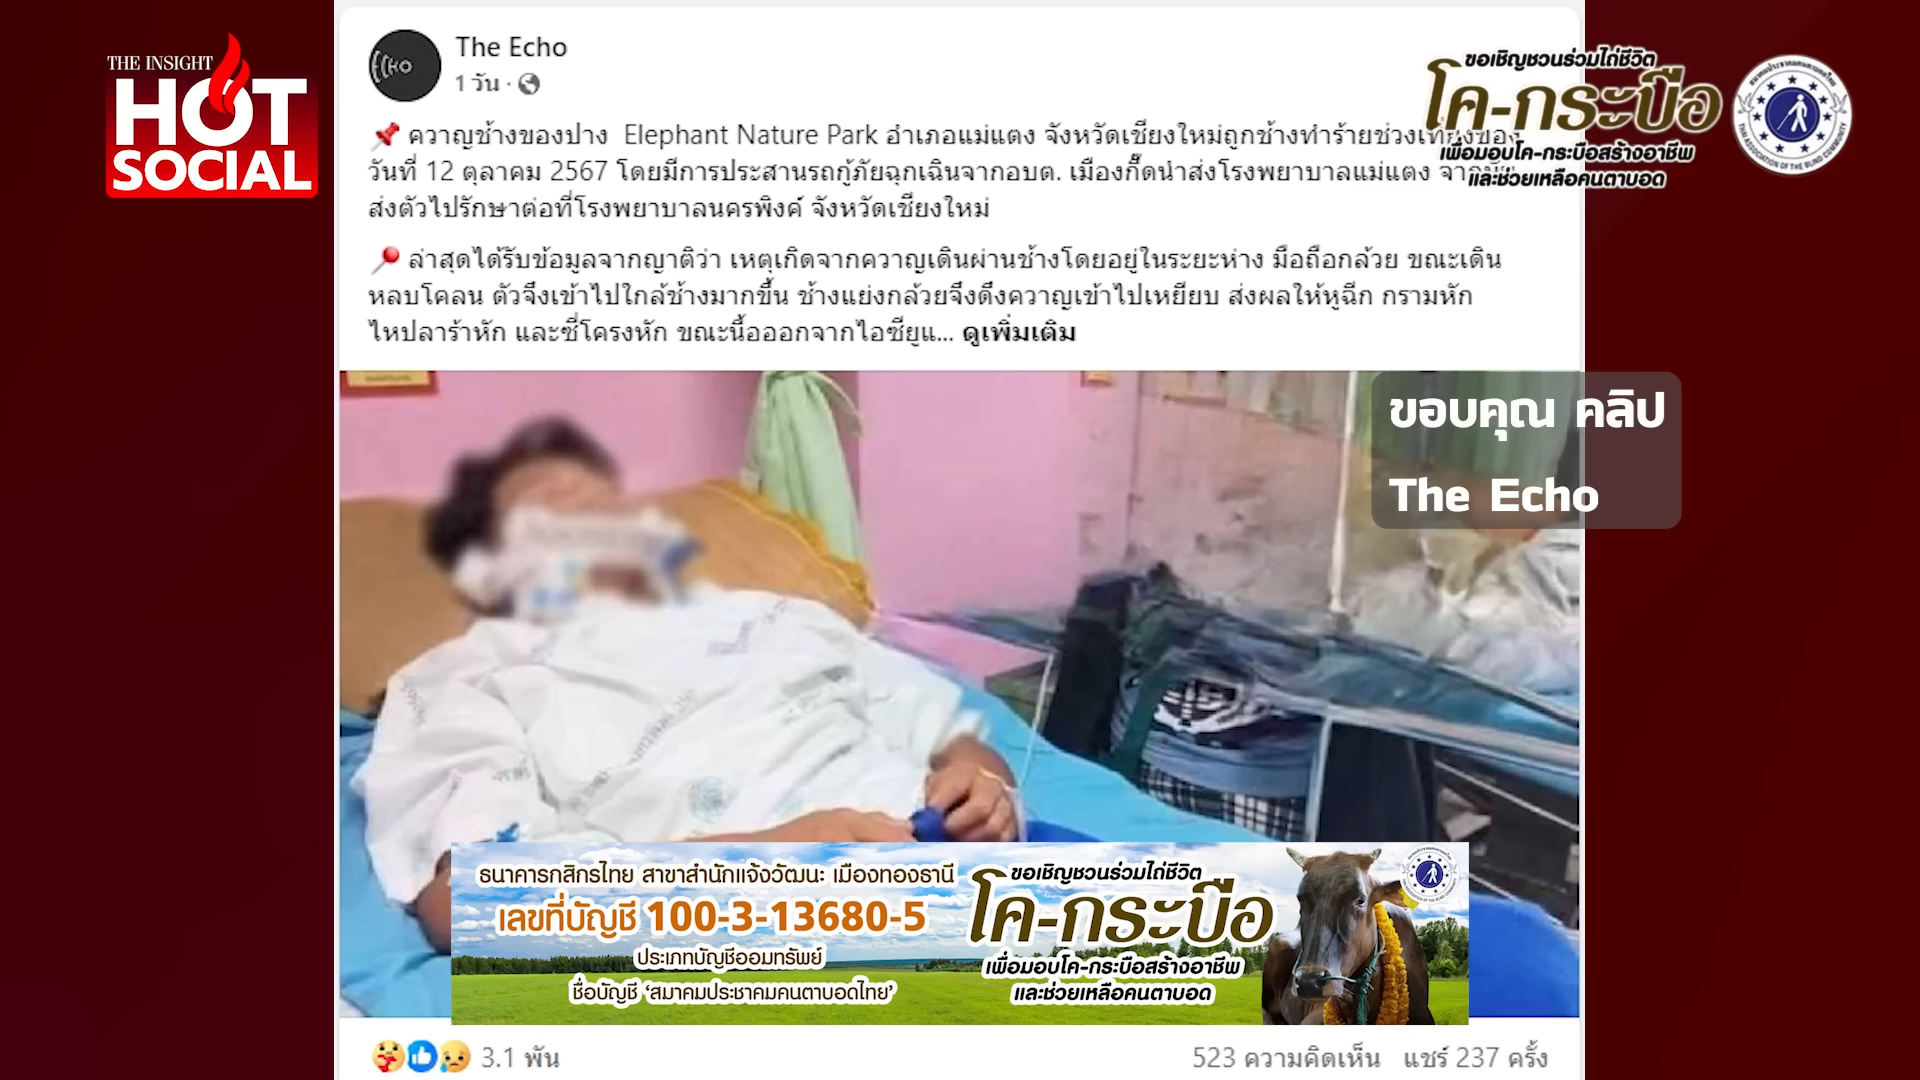 THE INSIGHT
HOT
SOCIAL
The Echo
1 วัน
ควาญช้างของปาง Elephant Nature Park อำเภอแม่แตง จังหวัดเชียงใหม่ถูกช้างทำร้ายช่วงเที่ยงของ
วันที่ 12 ตุลาคม 2567 โดยมีการประสานรถกู้ภัยฉุกเฉินจากอบต. เมืองกื๊ดนำส่งโรงพยาบาลแม่แตง
ส่งตัวไปรักษาต่อที่โรงพยาบาลนครพิงค์ จังหวัดเชียงใหม่
ล่าสุดได้รับข้อมูลจากญาติว่า เหตุเกิดจากควาญเดินผ่านช้างโดยอยู่ในระยะห่าง มือถือกล้วย ขณะเดิน
หลบโคลน ตัวจึงเข้าไปใกล้ช้างมากขึ้น ช้างแย่งกล้วยจึงดึงควาญเข้าไปเหยียบ ส่งผลให้หูฉีก กรามหัก
ไหปลาร้าหัก และซี่โครงหัก ขณะนี้อออกจากไอซียูแ... ดูเพิ่มเติม
ขอเชิญชวนร่วมไถ่ชีวิต
โค-กระบือ
เพื่อมอบโค-กระบือสร้างอาชีพ
และช่วยเหลือคนตาบอด
ขอบคุณ คลิป
The Echo
ธนาคารกสิกรไทย สาขาสำนักแจ้งวัฒนะ เมืองทองธานี
เลขที่บัญชี 100-3-13680-5
ประเภทบัญชีออมทรัพย์
ชื่อบัญชี ‘สมาคมประชาคมคนตาบอดไทย’
ขอเชิญชวนร่วมไถ่ชีวิต
โค-กระบือ
เพื่อมอบโค-กระบือสร้างอาชีพ
และช่วยเหลือคนตาบอด
3.1 พัน
523 ความคิดเห็น แชร์ 237 ครั้ง